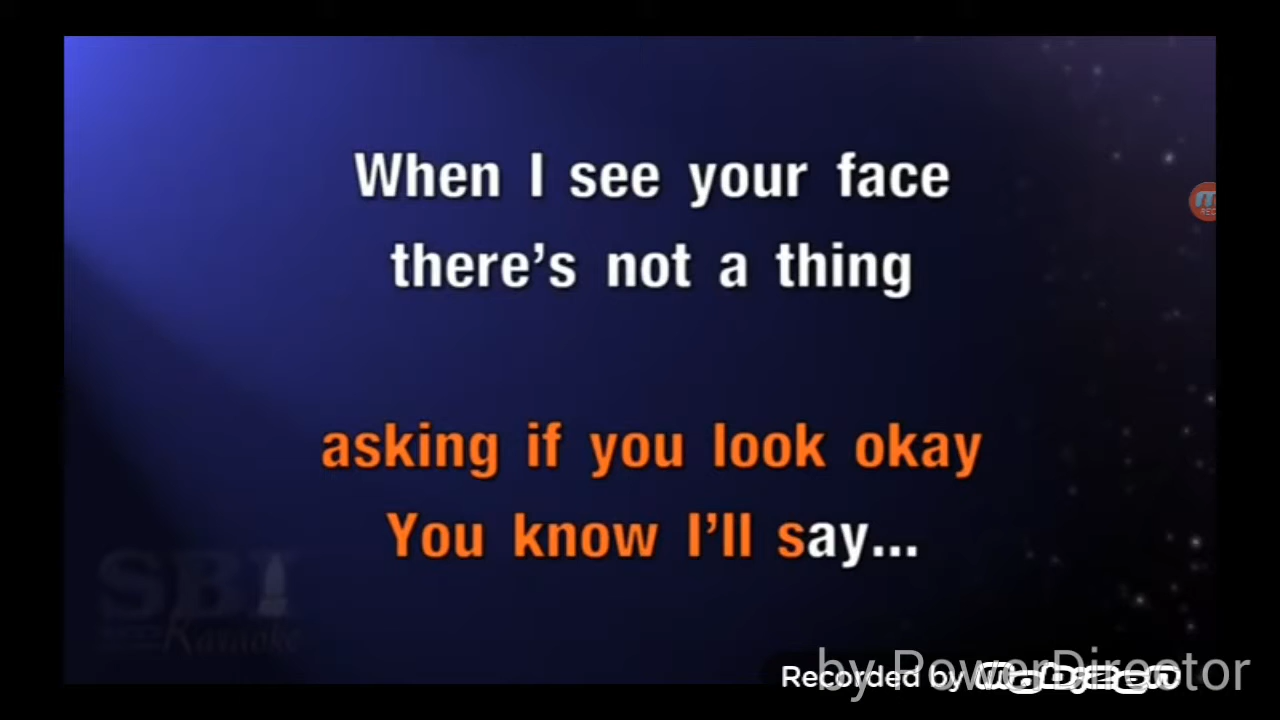 When I see your face
there's not a thing
asking if you look okay
You know I'll say...
SBI
Karaoke
by PowerDirector
Recorded by